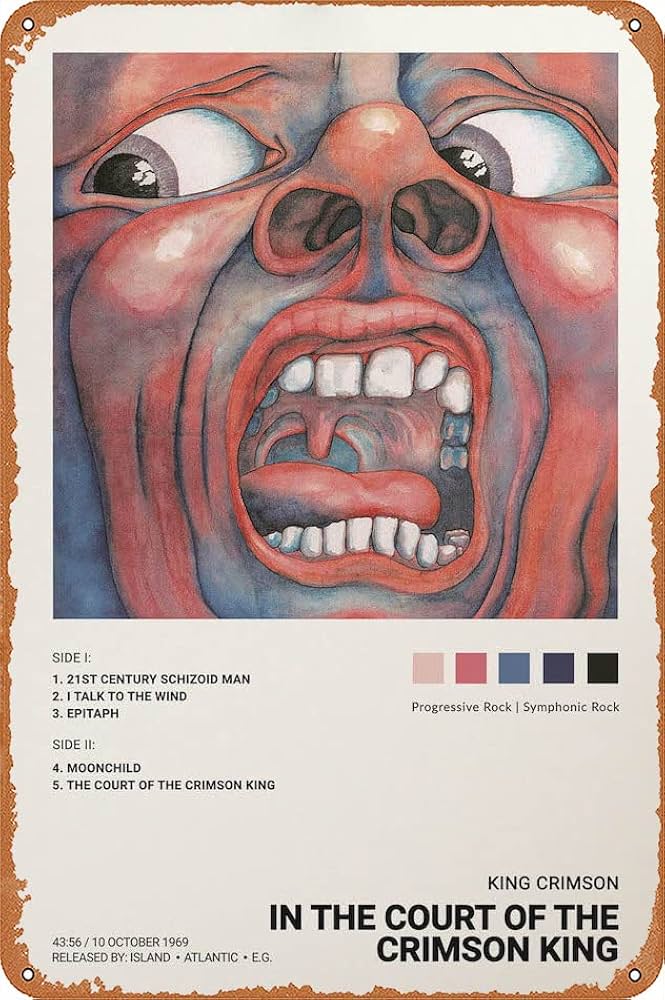 SIDE I:
1. 21ST CENTURY SCHIZOID MAN
2. I TALK TO THE WIND
3. EPITAPH
SIDE II:
4. MOONCHILD
5. THE COURT OF THE CRIMSON KING
Progressive Rock | Symphonic Rock
KING CRIMSON
IN THE COURT OF THE
CRIMSON KING
43:56 / 10 OCTOBER 1969
RELEASED BY: ISLAND • ATLANTIC • E.G.